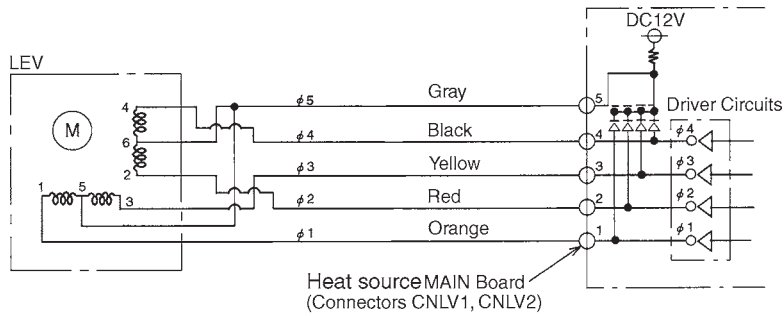 DC12V
LEV
4
M
6
2
1
5
3
ϕ5
Gray
5
ϕ4
Black
4
ϕ3
Yellow
3
ϕ2
Red
2
ϕ1
Orange
1
Driver Circuits
ϕ4
ϕ3
ϕ2
ϕ1
Heat source MAIN Board
(Connectors CNLV1, CNLV2)